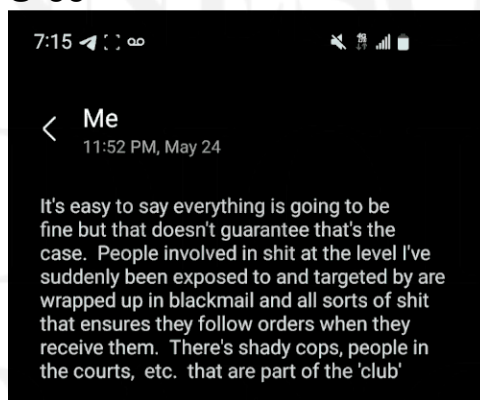 7:15
Me
11:52 PM, May 24
It's easy to say everything is going to be
fine but that doesn't guarantee that's the
case.  People involved in shit at the level I've
suddenly been exposed to and targeted by are
wrapped up in blackmail and all sorts of shit
that ensures they follow orders when they
receive them.  There's shady cops, people in
the courts,  etc.  that are part of the 'club'